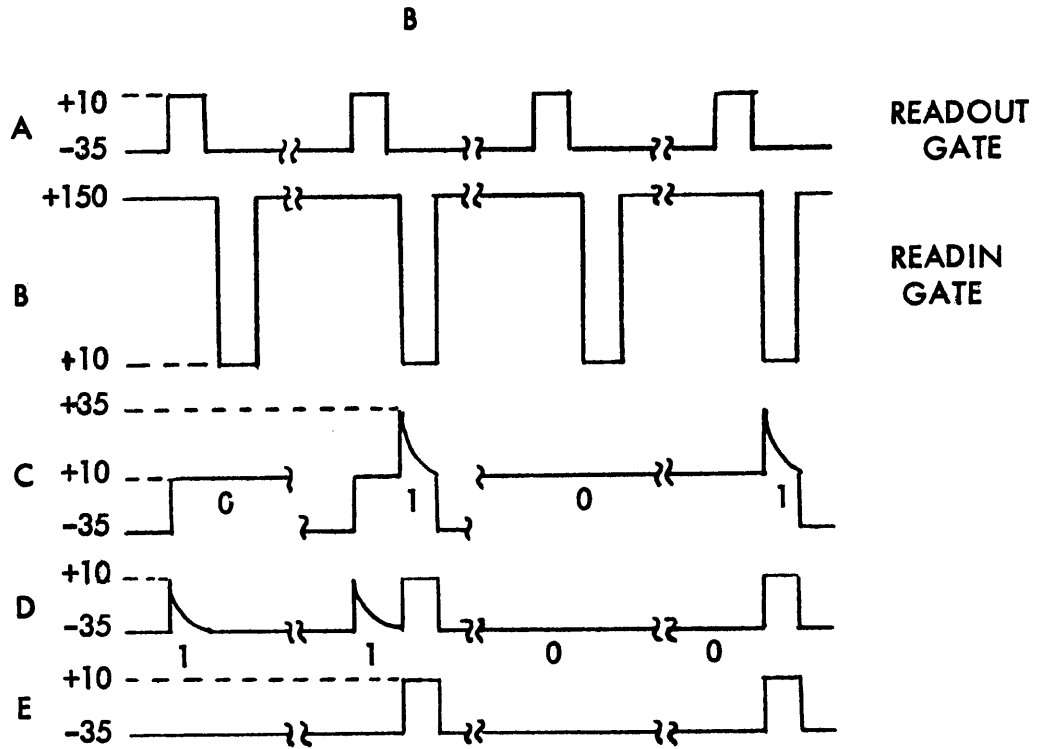 B
+10
A
-35
READOUT
GATE
+150
B
+10
READIN
GATE
+35
C
+10
-35
0 1 0 1
+10
D
-35
1 1 0 0
+10
E
-35